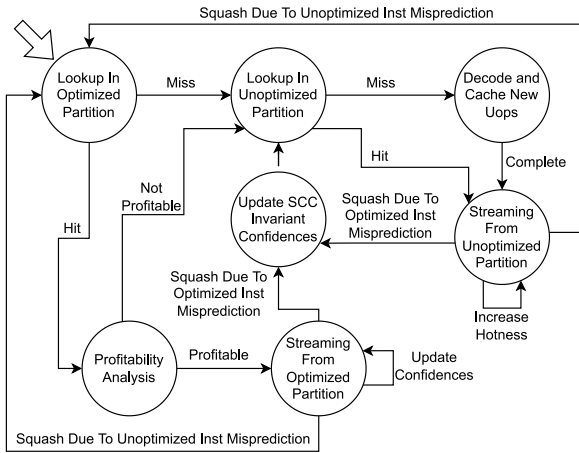 Squash Due To Unoptimized Inst Misprediction
Lookup In
Optimized
Partition
Miss
Lookup In
Unoptimized
Partition
Miss
Decode and
Cache New
Uops
Hit
Complete
Not
Profitable
Update SCC
Invariant
Confidences
Squash Due To
Optimized Inst
Misprediction
Streaming
From
Unoptimized
Partition
Hit
Squash Due To
Optimized Inst
Misprediction
Increase
Hotness
Profitability
Analysis
Profitable
Streaming
From
Optimized
Partition
Update
Confidences
Squash Due To Unoptimized Inst Misprediction